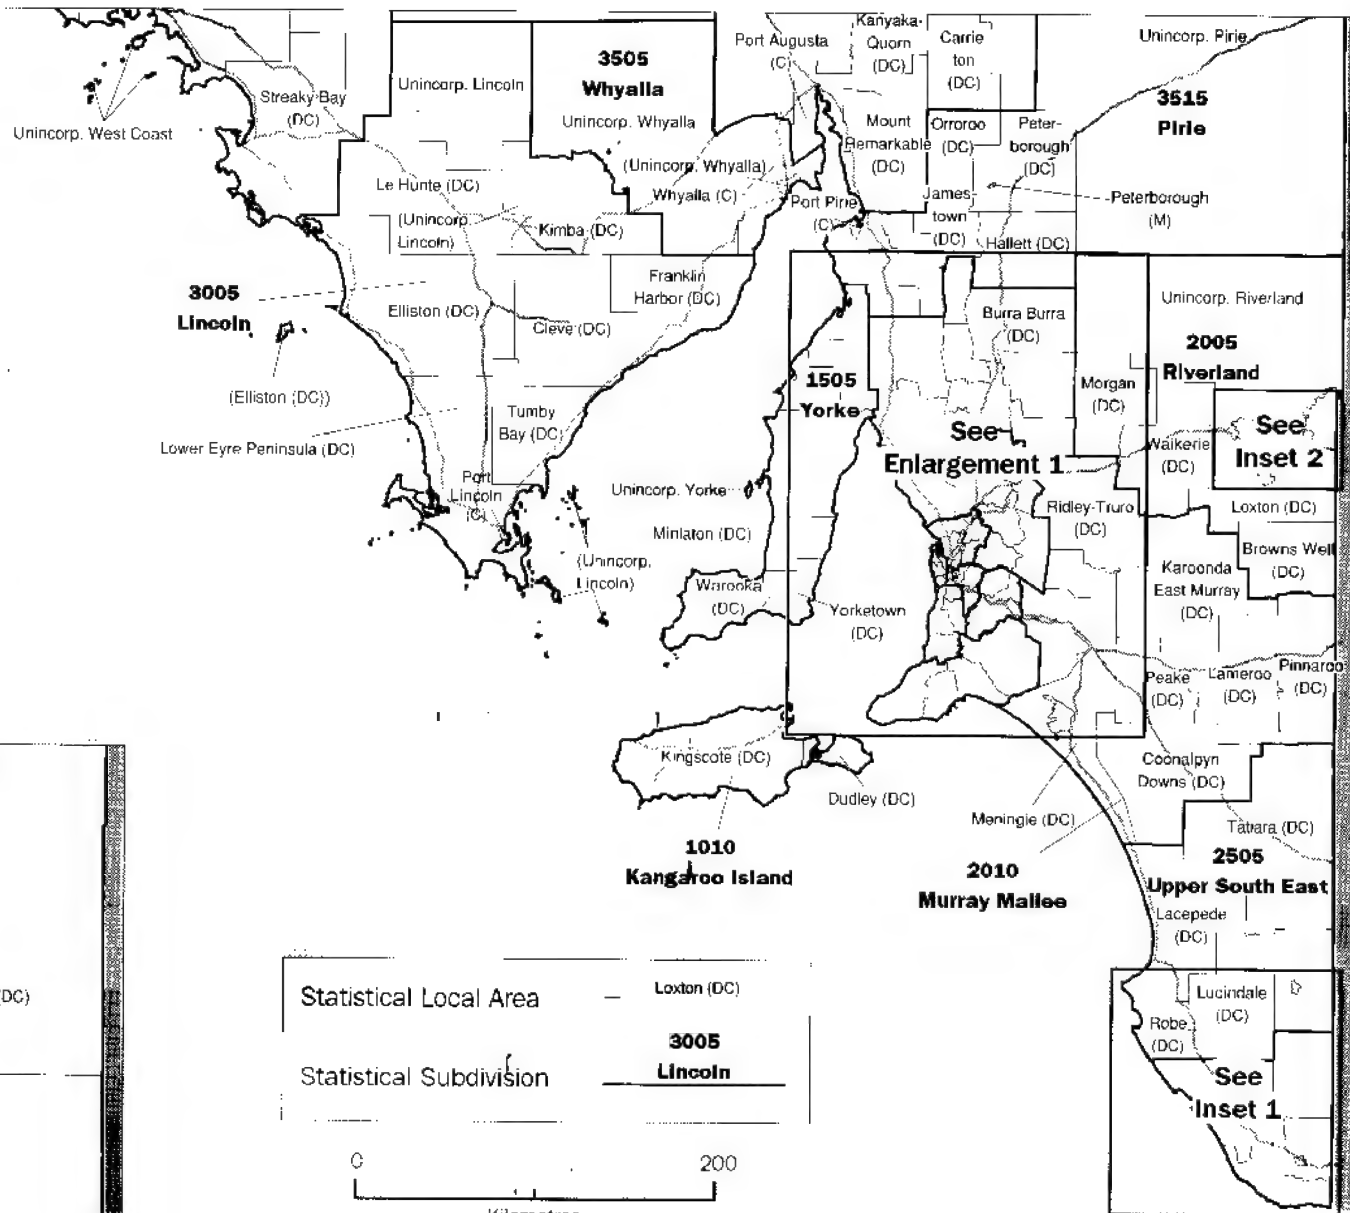 Kanyaka-
Quorn
(DC)
Port Augusta
(C)
Carrie
ton
(DC)
Unincorp. Pirie
3505
Whyalla
Unincorp. Lincoln
Streaky Bay
(DC)
3515
Pirie
Unincorp. West Coast
Unincorp. Whyalla
Mount
Remarkable
(DC)
Orroroo
(DC)
Peter-
borough
(DC)
(Unincorp. Whyalla)
Le Hunte (DC)
Whyalla (C)
Port Pirie
(C)
James-
town
(DC)
Peterborough
(M)
(Unincorp.
Lincoln)
Kimba (DC)
Hallett (DC)
3005
Lincoln
Franklin
Harbor (DC)
Elliston (DC)
Cleve (DC)
Burra Burra
(DC)
Unincorp. Riverland
2005
Riverland
1505
Yorke
Morgan
(DC)
(Elliston (DC))
Tumby
Bay (DC)
Lower Eyre Peninsula (DC)
See
Enlargement 1
Waikerie
(DC)
See
Inset 2
Port
Lincoln
(C)
Unincorp. Yorke
Ridley-Truro
(DC)
Loxton (DC)
Minlaton (DC)
Browns Well
(DC)
(Unincorp.
Lincoln)
Karoonda
East Murray
(DC)
Warooka
(DC)
Yorketown
(DC)
Peake
(DC)
Lameroo
(DC)
Pinnaroo
(DC)
Kingscote (DC)
Coonalpyn
Downs (DC)
Dudley (DC)
Meningie (DC)
Tatiara (DC)
1010
Kangaroo Island
2010
Murray Mallee
2505
Upper South East
Lacepede
(DC)
Lucindale
(DC)
Robe
(DC)
See
Inset 1
(DC)
Statistical Local Area
Loxton (DC)
Statistical Subdivision
3005
Lincoln
0
200